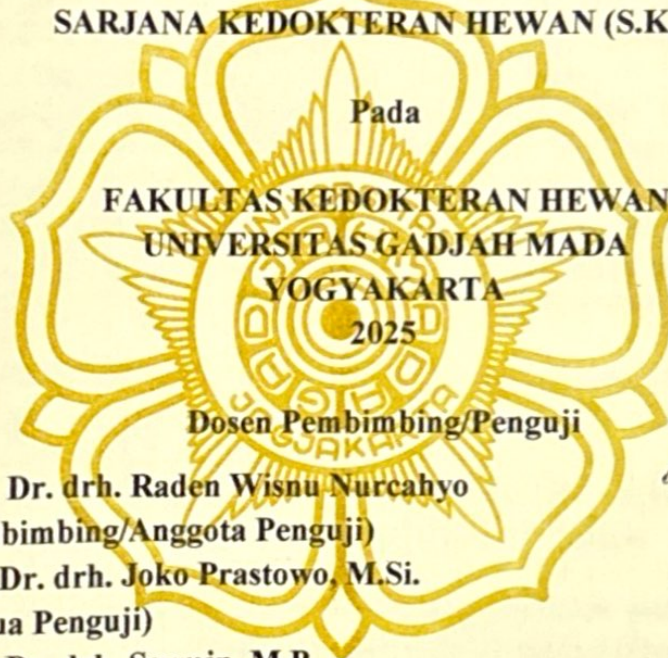 SARJANA KEDOKTERAN HEWAN (S.K
Pada
FAKULTAS KEDOKTERAN HEWAN
UNIVERSITAS GADJAH MADA
YOGYAKARTA
2025
Dosen Pembimbing/Penguji
Dr. drh. Raden Wisnu Nurcahyo
bimbing/Anggota Penguji)
Dr. drh. Joko Prastowo, M.Si.
ua Penguji)
M.P.
JOGJAKARTA